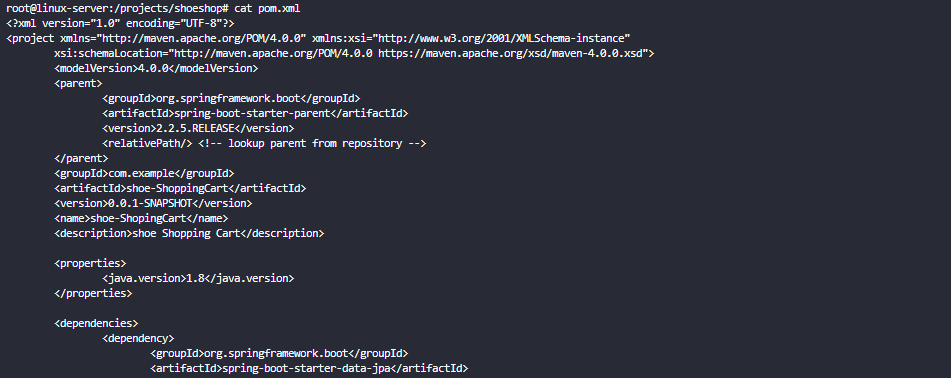 root@linux-server:/projects/shoeshop# cat pom.xml
<?xml version="1.0" encoding="UTF-8"?>
<project xmlns="http://maven.apache.org/POM/4.0.0" xmlns:xsi="http://www.w3.org/2001/XMLSchema-instance"
        xsi:schemaLocation="http://maven.apache.org/POM/4.0.0 https://maven.apache.org/xsd/maven-4.0.0.xsd">
        <modelVersion>4.0.0</modelVersion>
        <parent>
                <groupId>org.springframework.boot</groupId>
                <artifactId>spring-boot-starter-parent</artifactId>
                <version>2.2.5.RELEASE</version>
                <relativePath/> <!-- lookup parent from repository -->
        </parent>
        <groupId>com.example</groupId>
        <artifactId>shoe-ShoppingCart</artifactId>
        <version>0.0.1-SNAPSHOT</version>
        <name>shoe-ShopingCart</name>
        <description>shoe Shopping Cart</description>

        <properties>
                <java.version>1.8</java.version>
        </properties>

        <dependencies>
                <dependency>
                        <groupId>org.springframework.boot</groupId>
                        <artifactId>spring-boot-starter-data-jpa</artifactId>